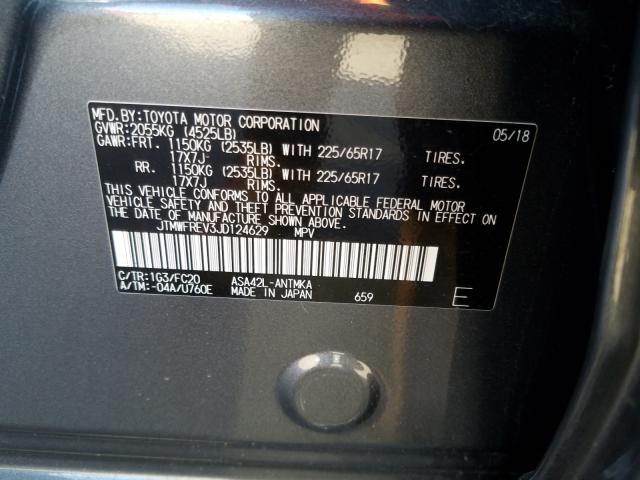 MFD.BY:TOYOTA MOTOR CORPORATION 05/18
GVWR:2055KG (4525LB)
GAWR:FRT. 1150KG (2535LB) WITH 225/65R17 TIRES.
17X7J RIMS.
RR. 1150KG (2535LB) WITH 225/65R17 TIRES.
17X7J RIMS.
THIS VEHICLE CONFORMS TO ALL APPLICABLE FEDERAL MOTOR
VEHICLE SAFETY AND THEFT PREVENTION STANDARDS IN EFFECT
ON THE DATE OF MANUFACTURE SHOWN ABOVE.
JTMWFREV3JD124629 MPV
C/TR:1G3/FC20 ASA42L-ANTMKA
A/TM:-04A/U760E MADE IN JAPAN 659 E